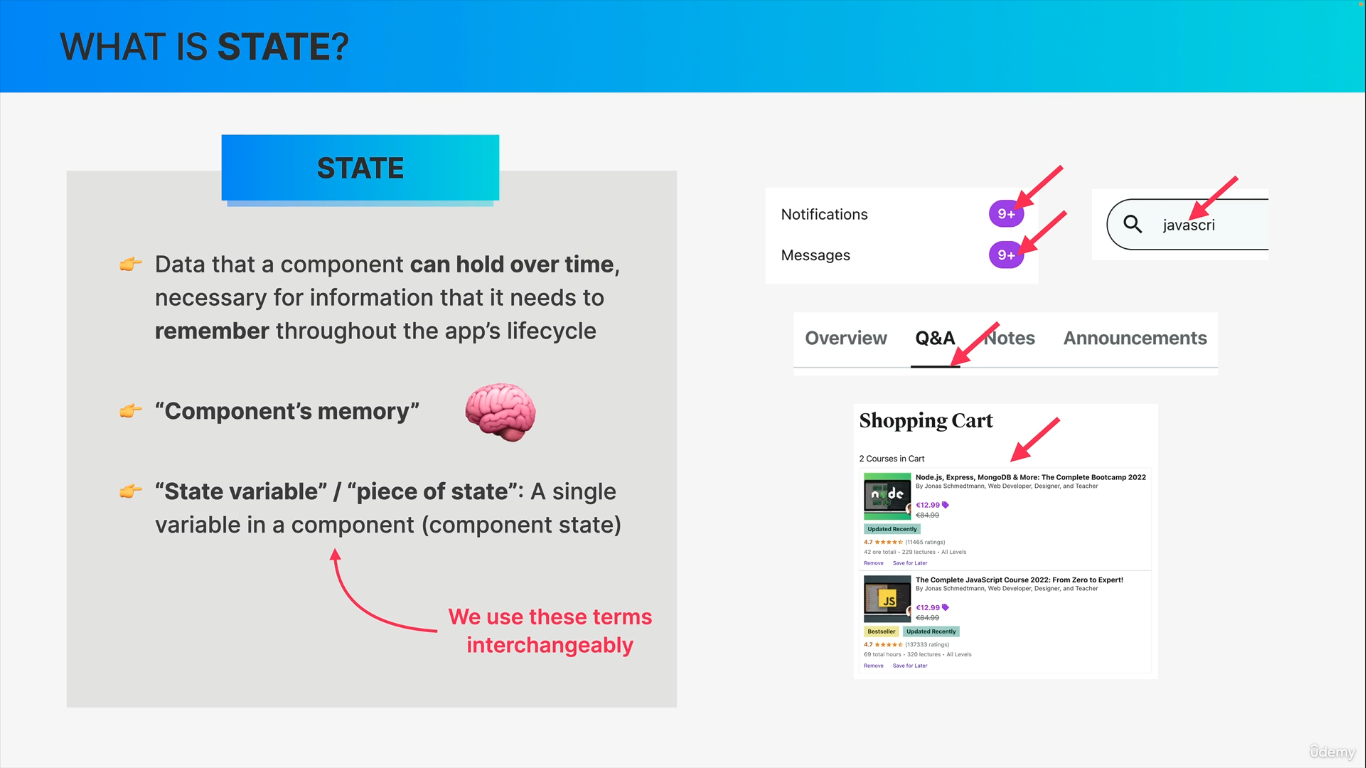 WHAT IS STATE?
STATE
Data that a component can hold over time,
necessary for information that it needs to
remember throughout the app’s lifecycle
“Component’s memory”
“State variable” / “piece of state”: A single
variable in a component (component state)
We use these terms
interchangeably
Notifications 9+
Messages 9+
javascri
Overview Q&A Notes Announcements
Shopping Cart
2 Courses in Cart
node
Node.js, Express, MongoDB & More: The Complete Bootcamp 2022
By Jonas Schmedtmann, Web Developer, Designer, and Teacher
€12.99
€84.99
Updated Recently
4.7 (11465 ratings)
42 ore totali • 229 lectures • All Levels
Remove Save for Later
JS
The Complete JavaScript Course 2022: From Zero to Expert!
By Jonas Schmedtmann, Web Developer, Designer, and Teacher
€12.99
€84.99
Bestseller Updated Recently
4.7 (137333 ratings)
69 total hours • 320 lectures • All Levels
Remove Save for Later
ûdemy